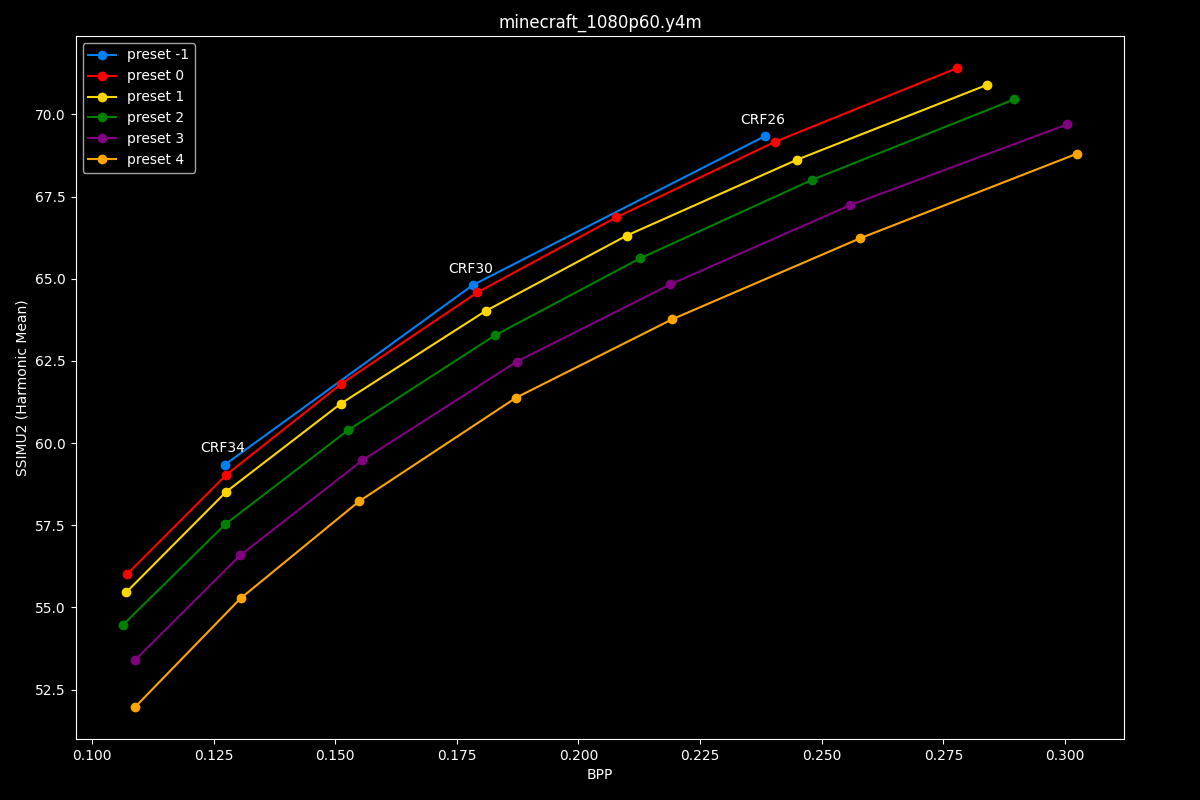 minecraft_1080p60.y4m
preset -1
preset 0
preset 1
preset 2
preset 3
preset 4
CRF26
CRF30
CRF34
SSIMU2 (Harmonic Mean)
70.0
67.5
65.0
62.5
60.0
57.5
55.0
52.5
0.100 0.125 0.150 0.175 0.200 0.225 0.250 0.275 0.300
BPP